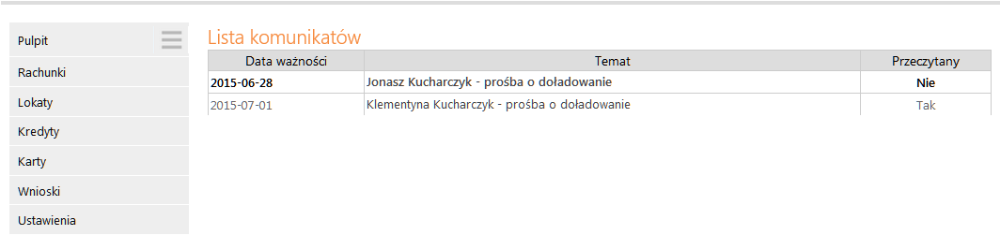 Pulpit
Rachunki
Lokaty
Kredyty
Karty
Wnioski
Ustawienia
Lista komunikatów
Data ważności Temat Przeczytany
2015-06-28 Jonasz Kucharczyk - prośba o doładowanie Nie
2015-07-01 Klementyna Kucharczyk - prośba o doładowanie Tak